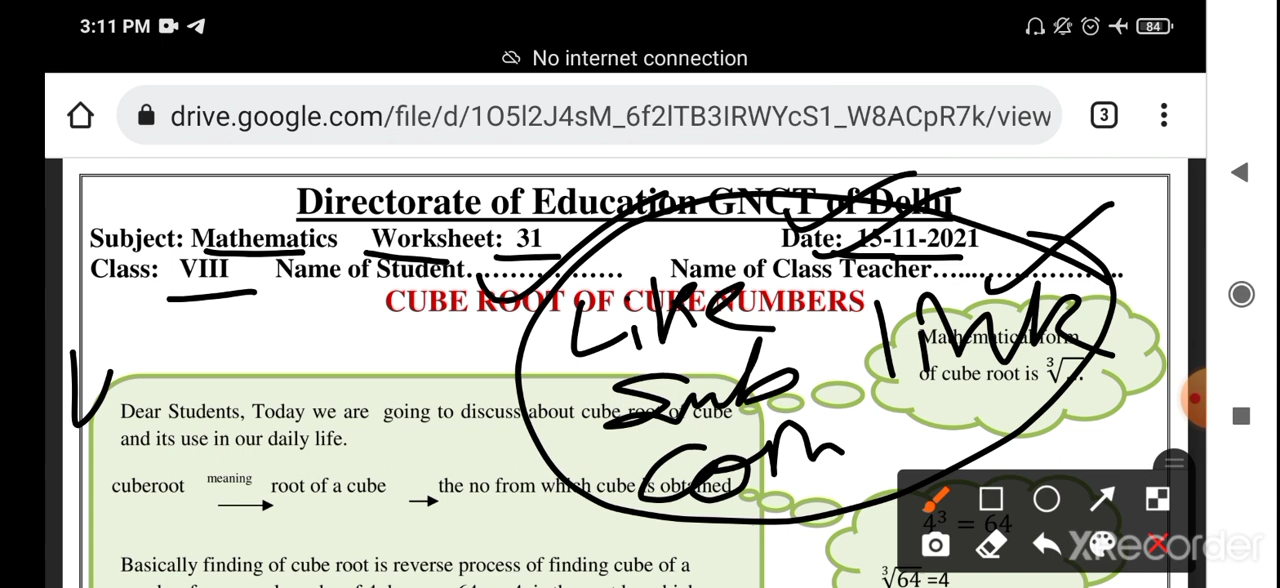 3:11 PM
84
No internet connection
drive.google.com/file/d/1O5l2J4sM_6f2lTB3IRWYcS1_W8ACpR7k/view
3
Directorate of Education GNCT of Delhi
Subject: Mathematics Worksheet: 31 Date: 15-11-2021
Class: VIII Name of Student.................. Name of Class Teacher........................
CUBE ROOT OF CUBE NUMBERS
Like
link
Sub
Com
Mathematical form
of cube root is ∛‾...
Dear Students, Today we are going to discuss about cube root of cube
and its use in our daily life.
cuberoot meaning root of a cube the no from which cube is obtained
4³ = 64
XRecorder
∛64 =4
Basically finding of cube root is reverse process of finding cube of a